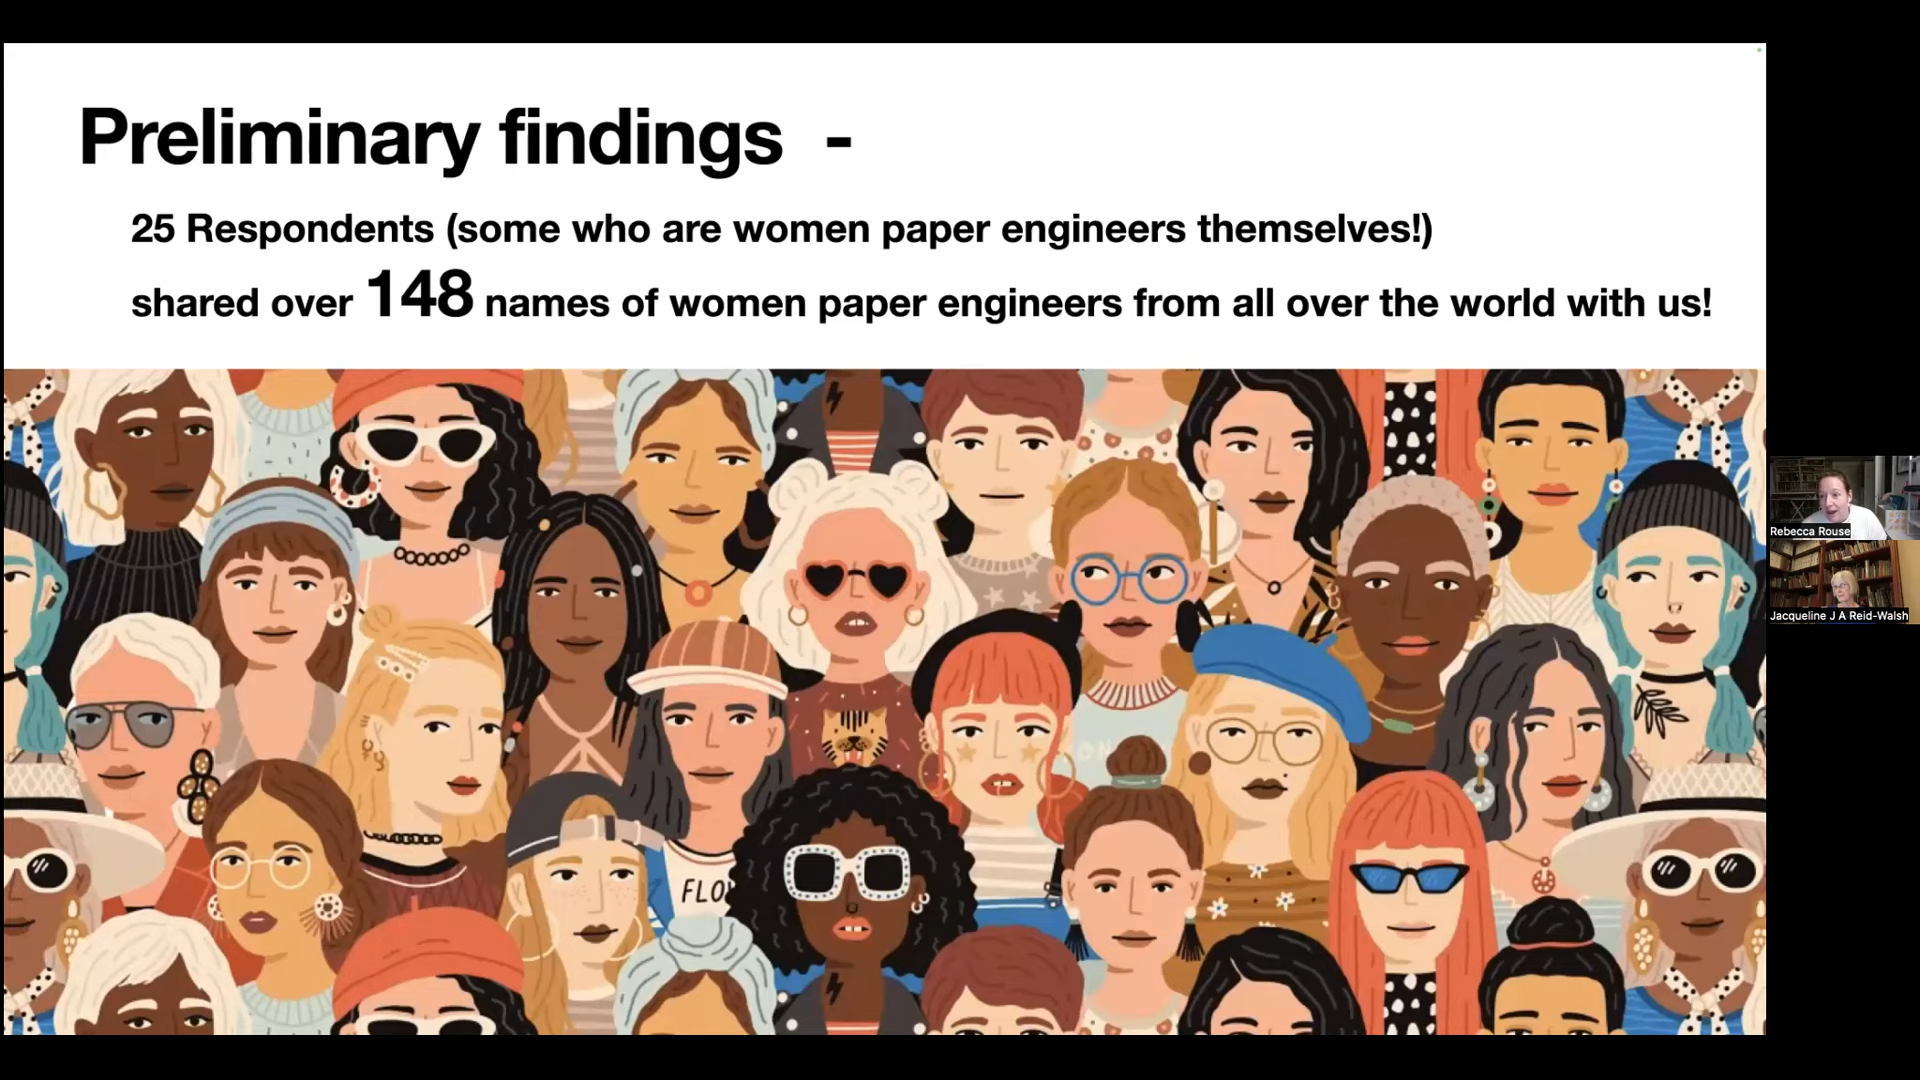 Preliminary findings -
25 Respondents (some who are women paper engineers themselves!)
shared over 148 names of women paper engineers from all over the world with us!
Rebecca Rouse
Jacqueline J A Reid-Walsh
FLO